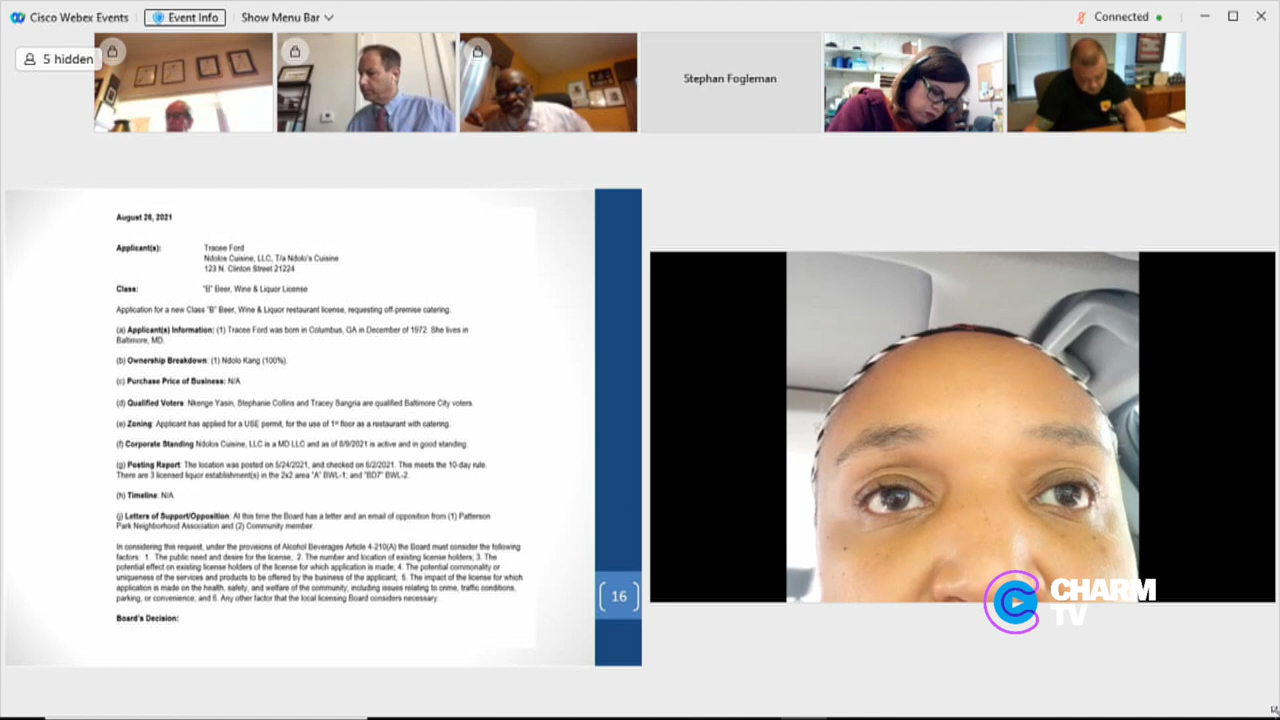 Cisco Webex Events
Event Info
Show Menu Bar
Connected
5 hidden
Stephan Fogleman
August 26, 2021
Applicant(s): Tracee Ford
Ndolos Cuisine, LLC, T/a Ndolo's Cuisine
123 N. Clinton Street 21224
Class: "B" Beer, Wine & Liquor License
Application for a new Class "B" Beer, Wine & Liquor restaurant license, requesting off-premise catering.
(a) Applicant(s) Information: (1) Tracee Ford was born in Columbus, GA in December of 1972. She lives in
Baltimore, MD.
(b) Ownership Breakdown: (1) Ndolo Kang (100%).
(c) Purchase Price of Business: N/A
(d) Qualified Voters: Nkenge Yasin, Stephanie Collins and Tracey Sangria are qualified Baltimore City voters.
(e) Zoning: Applicant has applied for a USE permit, for the use of 1st floor as a restaurant with catering.
(f) Corporate Standing Ndolos Cuisine, LLC is a MD LLC and as of 8/9/2021 is active and in good standing.
(g) Posting Report: The location was posted on 5/24/2021, and checked on 6/2/2021. This meets the 10-day rule.
There are 3 licensed liquor establishment(s) in the 2x2 area "A" BWL-1; and "BD7" BWL-2.
(h) Timeline: N/A
(j) Letters of Support/Opposition: At this time the Board has a letter and an email of opposition from (1) Patterson
Park Neighborhood Association and (2) Community member.
In considering this request, under the provisions of Alcohol Beverages Article 4-210(A) the Board must consider the following
factors: 1. The public need and desire for the license; 2. The number and location of existing license holders; 3. The
potential effect on existing license holders of the license for which application is made; 4. The potential commonality or
uniqueness of the services and products to be offered by the business of the applicant; 5. The impact of the license for which
application is made on the health, safety, and welfare of the community, including issues relating to crime, traffic conditions,
parking, or convenience; and 6. Any other factor that the local licensing Board considers necessary.
Board's Decision:
16
CHARM
TV